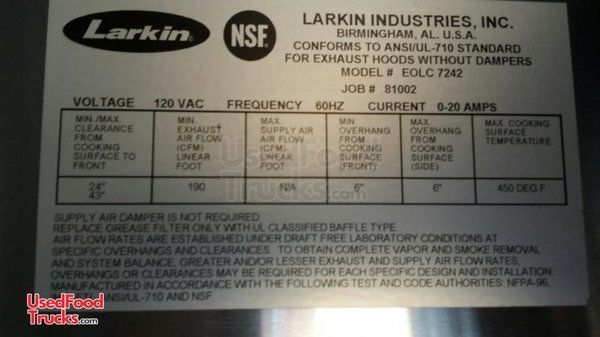 Larkin
NSF
LARKIN INDUSTRIES, INC.
BIRMINGHAM, AL. U.S.A.
CONFORMS TO ANSI/UL-710 STANDARD
FOR EXHAUST HOODS WITHOUT DAMPERS
MODEL # EOLC 7242
JOB # 81002
VOLTAGE 120 VAC FREQUENCY 60HZ CURRENT 0-20 AMPS
MIN./MAX. CLEARANCE FROM COOKING SURFACE TO FRONT
MIN. EXHAUST AIR FLOW (CFM) LINEAR FOOT
MAX. SUPPLY AIR AIR FLOW (CFM) LINEAR FOOT
MIN OVERHANG FROM COOKING SURFACE (FRONT)
MAX. OVERHANG FROM COOKING SURFACE (SIDE)
MAX. COOKING SURFACE TEMPERATURE
24" 43" 190 N/A 6" 6" 450 DEG F
SUPPLY AIR DAMPER IS NOT REQUIRED.
REPLACE GREASE FILTER ONLY WITH UL CLASSIFIED BAFFLE TYPE.
AIR FLOW RATES ARE ESTABLISHED UNDER DRAFT FREE LABORATORY CONDITIONS AT
SPECIFIC OVERHANGS AND CLEARANCES. TO OBTAIN COMPLETE VAPOR AND SMOKE REMOVAL
AND SYSTEM BALANCE, GREATER AND/OR LESSER EXHAUST AND SUPPLY AIR FLOW RATES,
OVERHANGS OR CLEARANCES MAY BE REQUIRED FOR EACH SPECIFIC DESIGN AND INSTALLATION.
MANUFACTURED IN ACCORDANCE WITH THE FOLLOWING TEST AND CODE AUTHORITIES: NFPA-96,
ANSI/UL-710 AND NSF
UsedFood
Trucks.com
UsedFood
Trucks.com